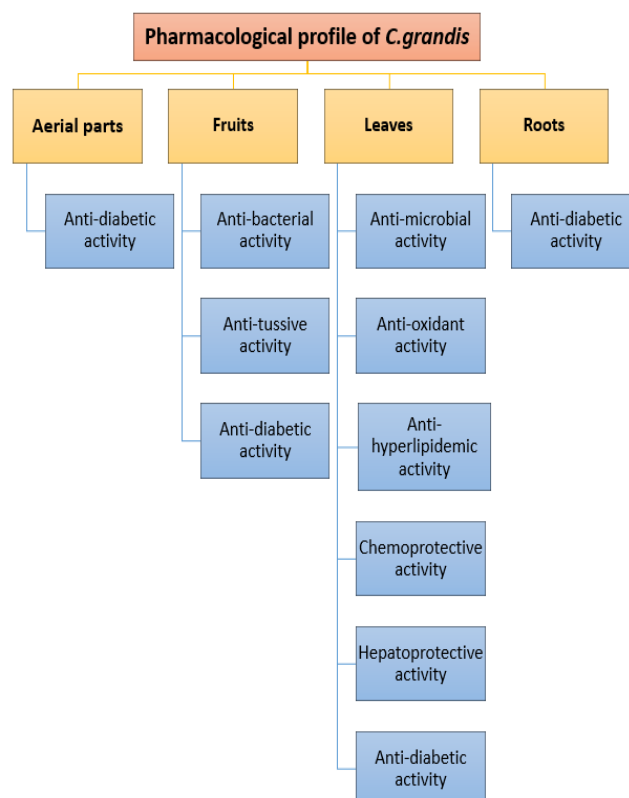 Pharmacological profile of C.grandis
Aerial parts
Anti-diabetic
activity
Fruits
Anti-bacterial
activity
Anti-tussive
activity
Anti-diabetic
activity
Leaves
Anti-microbial
activity
Anti-oxidant
activity
Anti-
hyperlipidemic
activity
Chemoprotective
activity
Hepatoprotective
activity
Anti-diabetic
activity
Roots
Anti-diabetic
activity